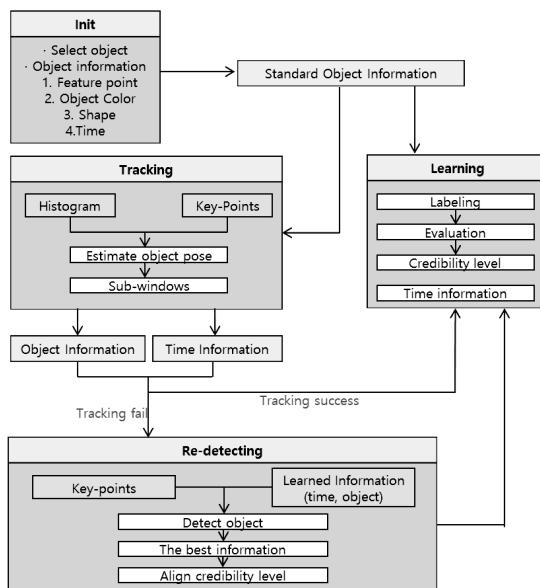 Init
· Select object
· Object information
1. Feature point
2. Object Color
3. Shape
4.Time
Standard Object Information
Tracking
Histogram
Key-Points
Estimate object pose
Sub-windows
Learning
Labeling
Evaluation
Credibility level
Time information
Object Information
Time Information
Tracking fail
Tracking success
Re-detecting
Key-points
Learned Information
(time, object)
Detect object
The best information
Align credibility level